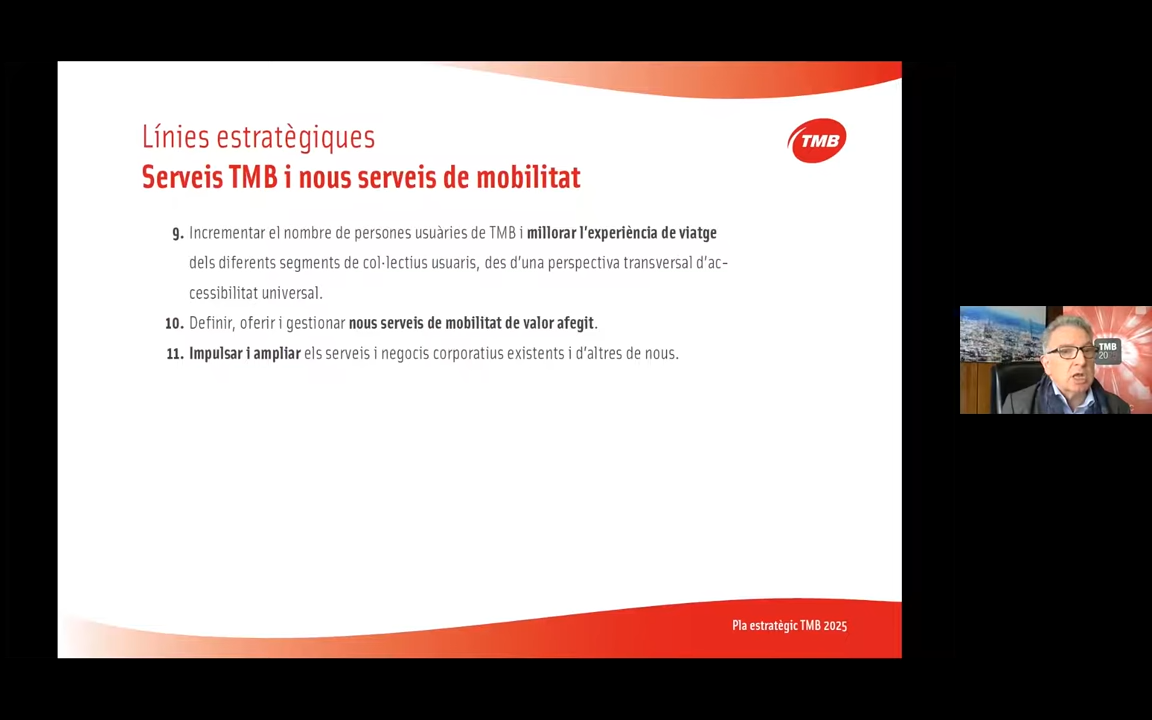 Línies estratègiques
TMB
Serveis TMB i nous serveis de mobilitat
9. Incrementar el nombre de persones usuàries de TMB i millorar l'experiència de viatge
dels diferents segments de col·lectius usuaris, des d'una perspectiva transversal d'ac-
cessibilitat universal.
10. Definir, oferir i gestionar nous serveis de mobilitat de valor afegit.
11. Impulsar i ampliar els serveis i negocis corporatius existents i d'altres de nous.
TMB
20
Pla estratègic TMB 2025